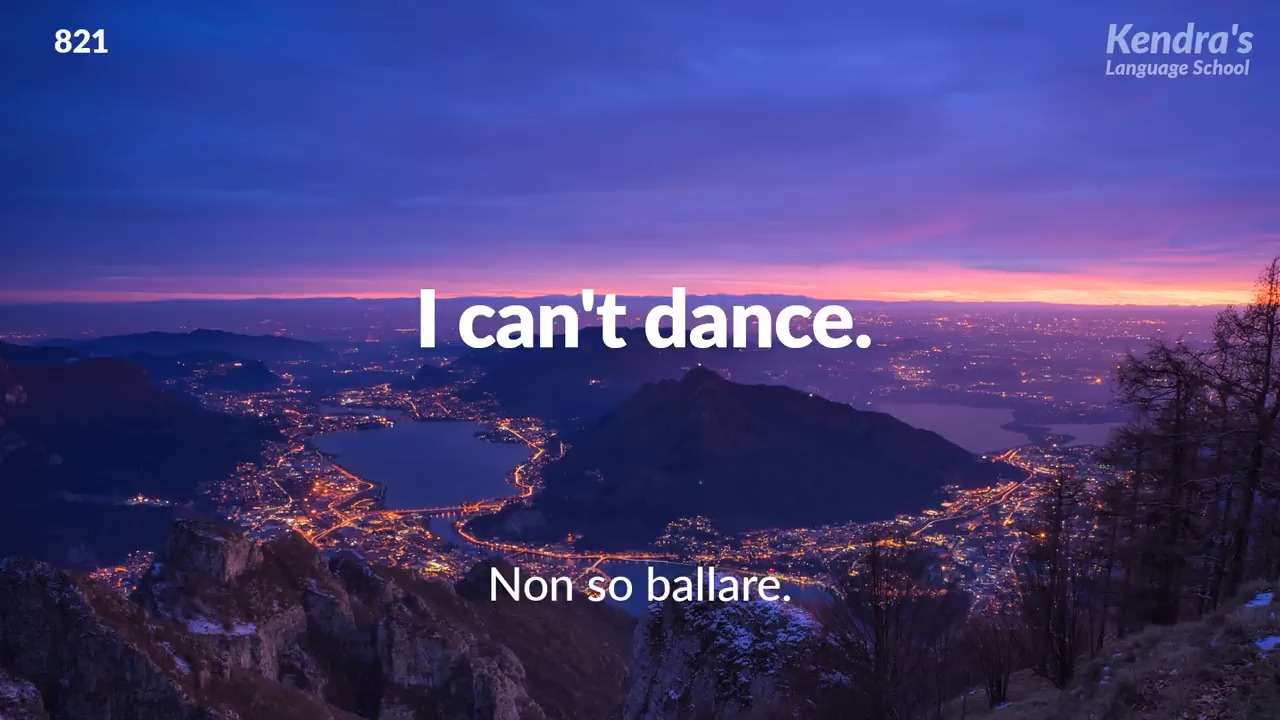 821
Kendra's
Language School
I can't dance.
Non so ballare.